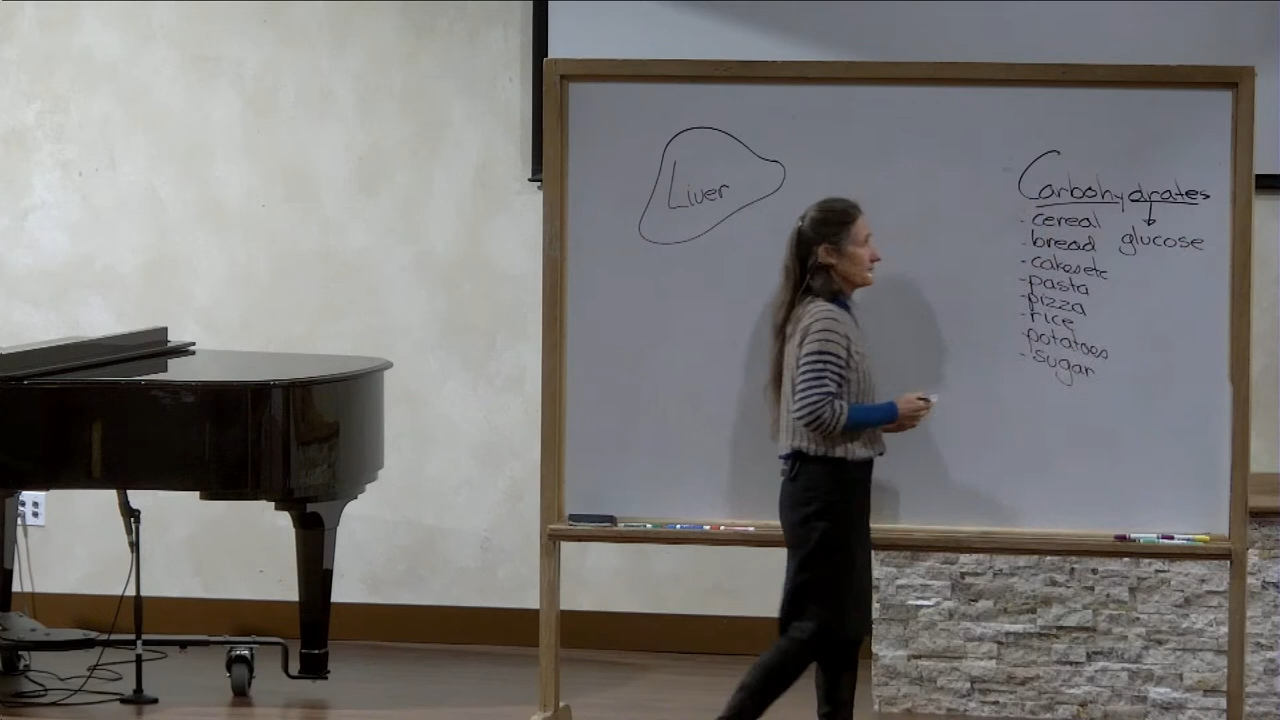 Liver
Carbohydrates
- cereal
- bread glucose
- cakes etc
- pasta
- pizza
- rice
- potatoes
- sugar